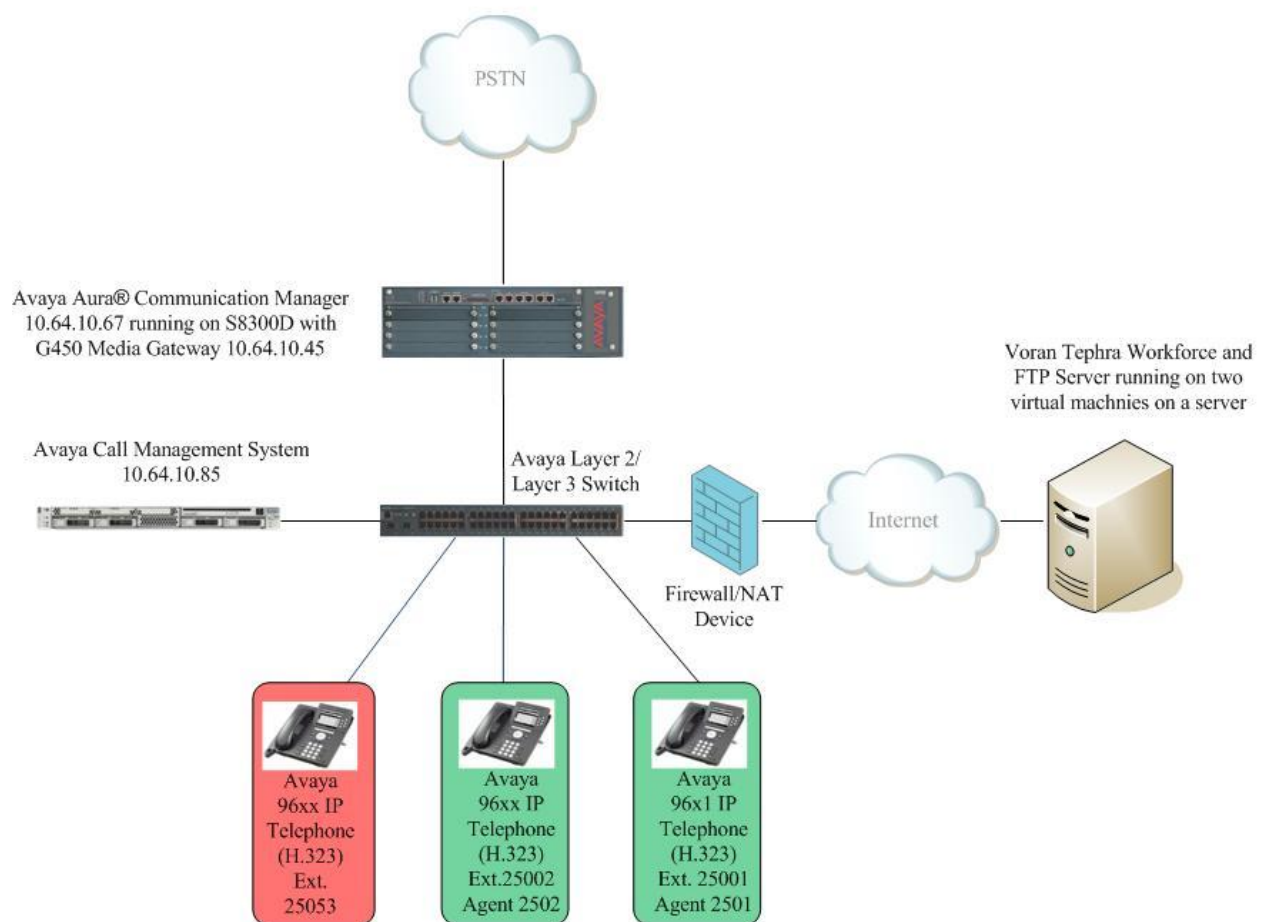 PSTN
Avaya Aura® Communication Manager
10.64.10.67 running on S8300D with
G450 Media Gateway 10.64.10.45
AVAYA
Voran Tephra Workforce and
FTP Server running on two
virtual machnies on a server
Avaya Call Management System
10.64.10.85
Avaya Layer 2/
Layer 3 Switch
Internet
Firewall/NAT
Device
Avaya
96xx IP
Telephone
(H.323)
Ext.
25053
Avaya
96xx IP
Telephone
(H.323)
Ext.25002
Agent 2502
Avaya
96x1 IP
Telephone
(H.323)
Ext. 25001
Agent 2501